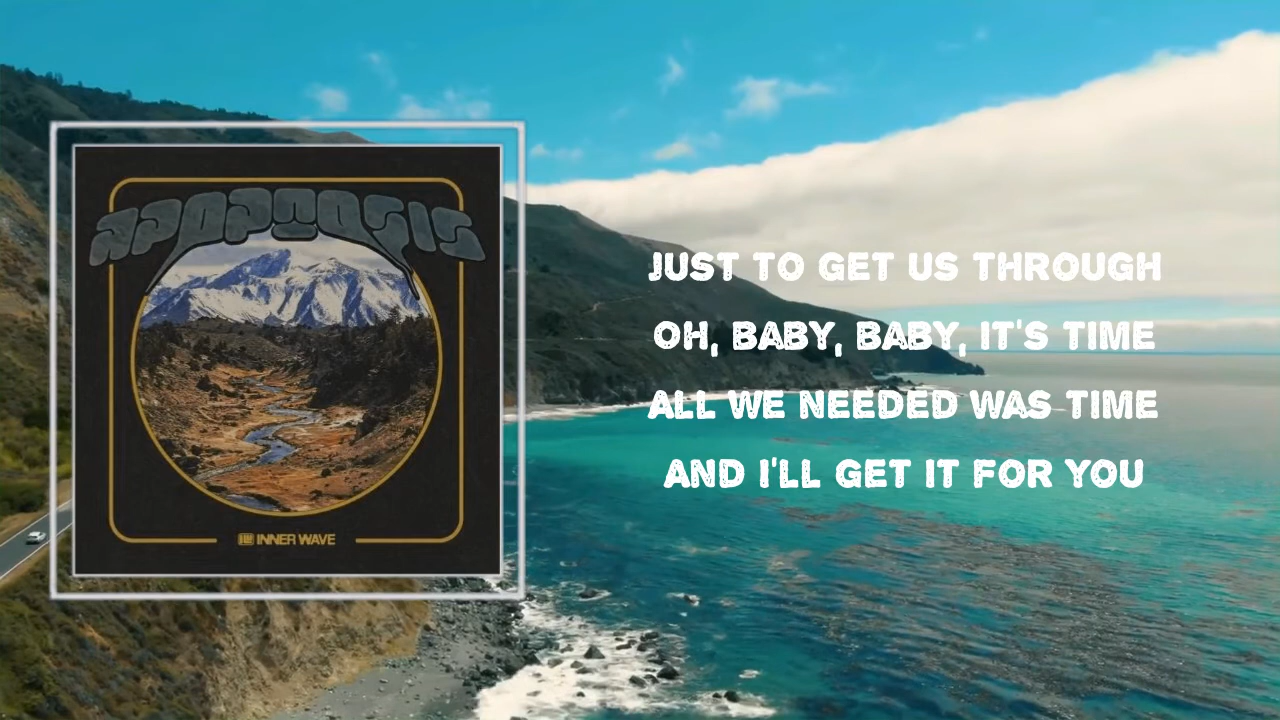 APOPTOSIS
INNER WAVE
JUST TO GET US THROUGH
OH, BABY, BABY, IT'S TIME
ALL WE NEEDED WAS TIME
AND I'LL GET IT FOR YOU